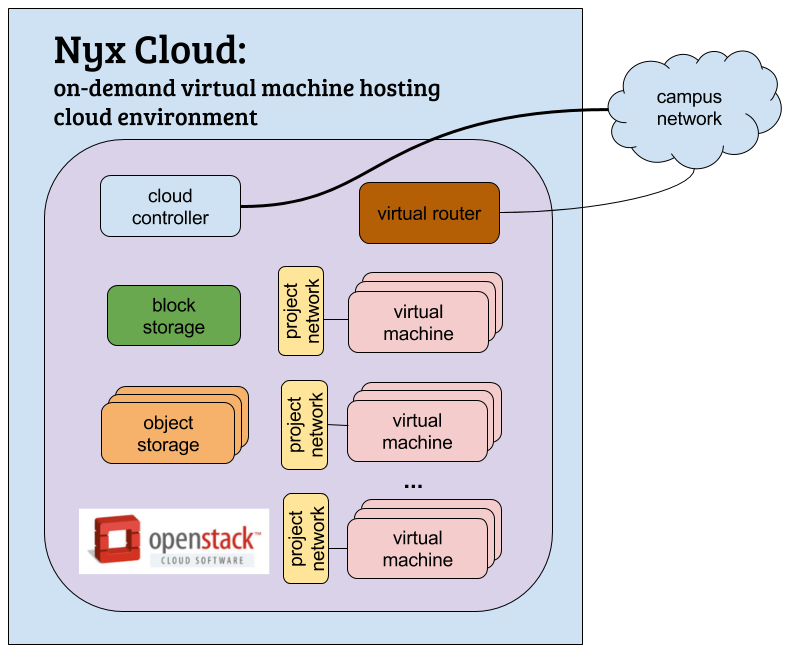 Nyx Cloud:
on-demand virtual machine hosting
cloud environment
campus
network
cloud
controller
virtual router
block
storage
project
network
virtual
machine
object
storage
project
network
virtual
machine
...
openstack™
CLOUD SOFTWARE
project
network
virtual
machine